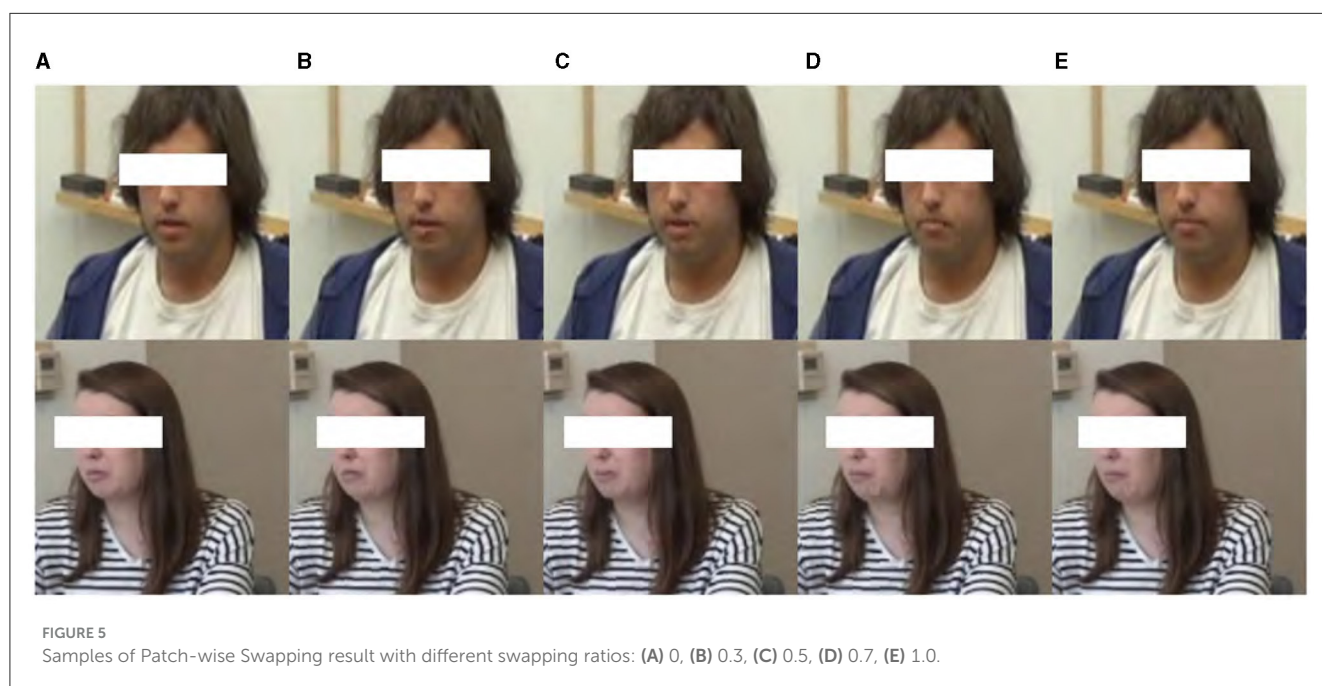 A B C D E
FIGURE 5
Samples of Patch-wise Swapping result with different swapping ratios: (A) 0, (B) 0.3, (C) 0.5, (D) 0.7, (E) 1.0.